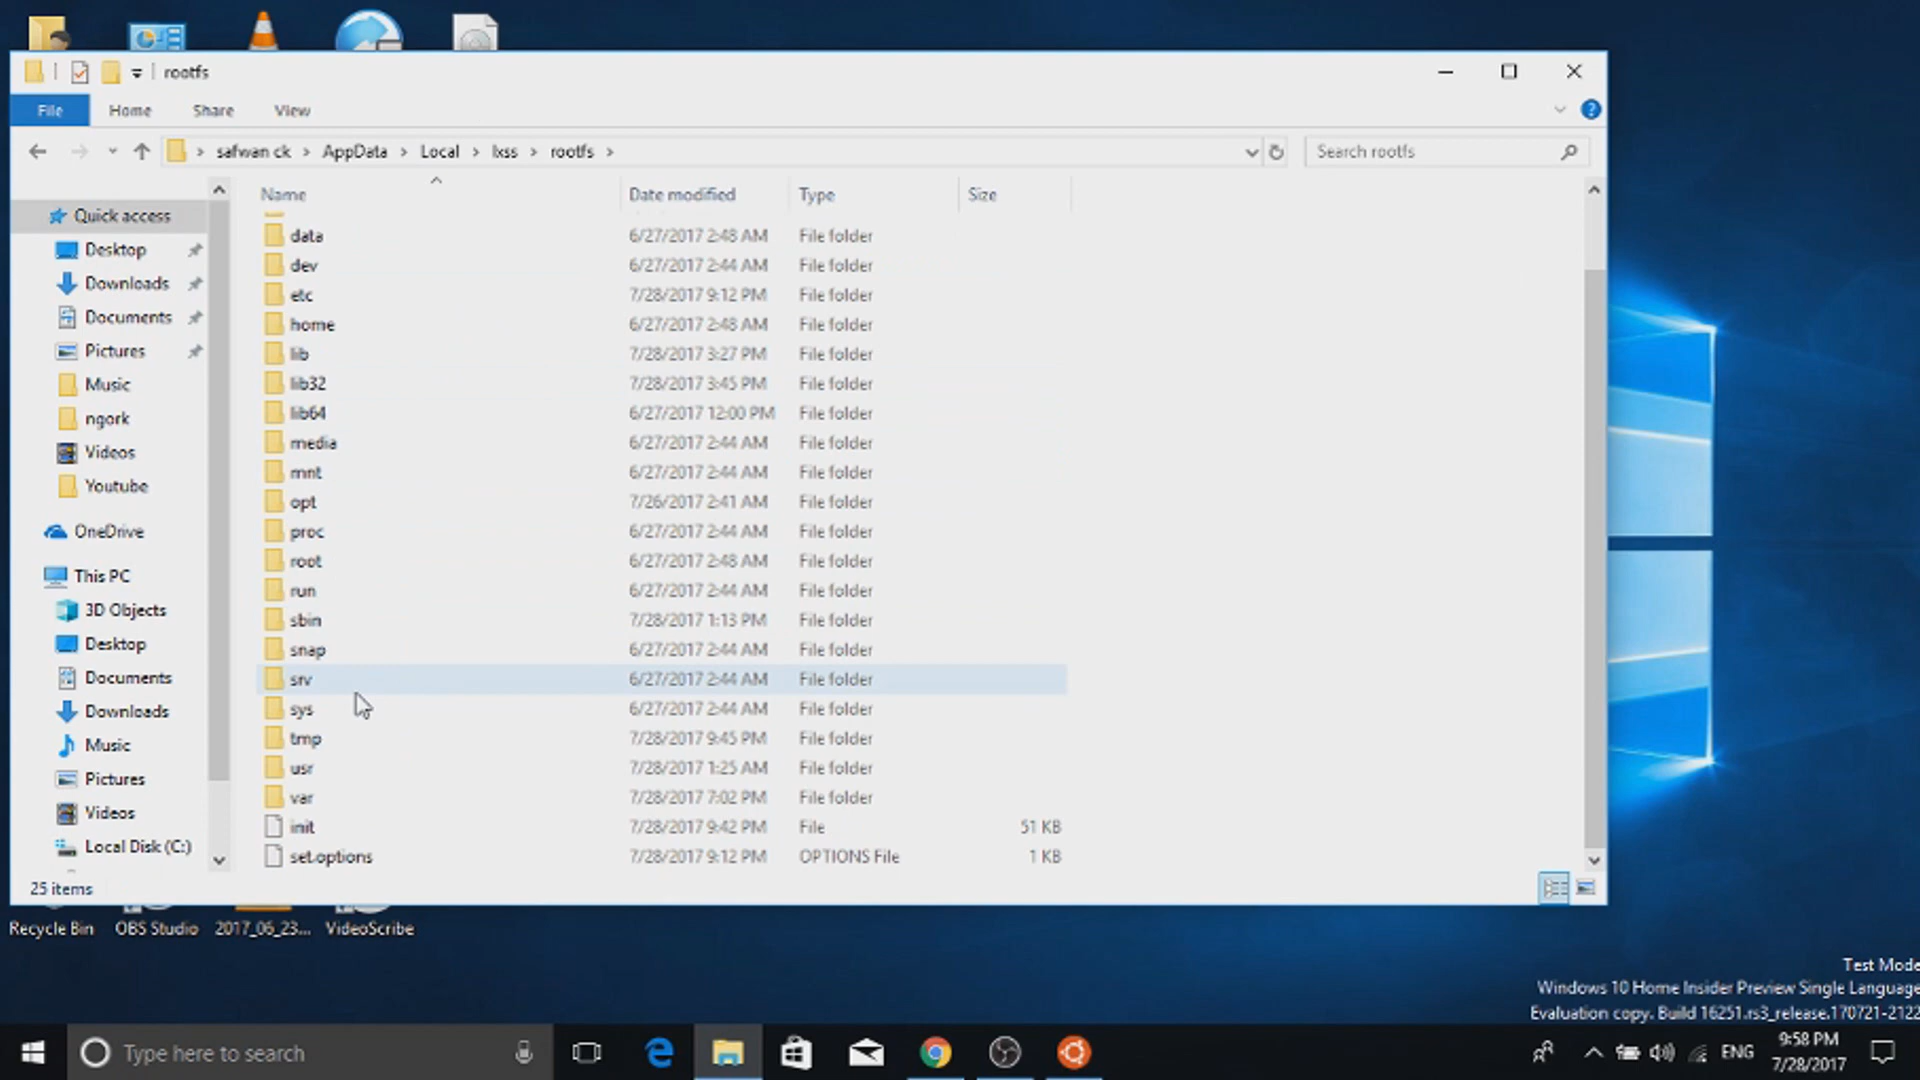 rootfs
File Home Share View
safwan ck > AppData > Local > lxss > rootfs >
Search rootfs
Name Date modified Type Size
Quick access
Desktop
Downloads
Documents
Pictures
Music
ngork
Videos
Youtube
OneDrive
This PC
3D Objects
Desktop
Documents
Downloads
Music
Pictures
Videos
Local Disk (C:)
data 6/27/2017 2:48 AM File folder
dev 6/27/2017 2:44 AM File folder
etc 7/28/2017 9:12 PM File folder
home 6/27/2017 2:48 AM File folder
lib 7/28/2017 3:27 PM File folder
lib32 7/28/2017 3:45 PM File folder
lib64 6/27/2017 12:00 PM File folder
media 6/27/2017 2:44 AM File folder
mnt 6/27/2017 2:44 AM File folder
opt 7/26/2017 2:41 AM File folder
proc 6/27/2017 2:44 AM File folder
root 6/27/2017 2:48 AM File folder
run 6/27/2017 2:44 AM File folder
sbin 7/28/2017 1:13 PM File folder
snap 6/27/2017 2:44 AM File folder
srv 6/27/2017 2:44 AM File folder
sys 6/27/2017 2:44 AM File folder
tmp 7/28/2017 9:45 PM File folder
usr 7/28/2017 1:25 AM File folder
var 7/28/2017 7:02 PM File folder
init 7/28/2017 9:42 PM File 51 KB
set.options 7/28/2017 9:12 PM OPTIONS File 1 KB
25 items
Recycle Bin OBS Studio 2017_06_23... VideoScribe
Test Mode
Windows 10 Home Insider Preview Single Language
Evaluation copy. Build 16251.rs3_release.170721-2122
Type here to search
ENG
9:58 PM
7/28/2017